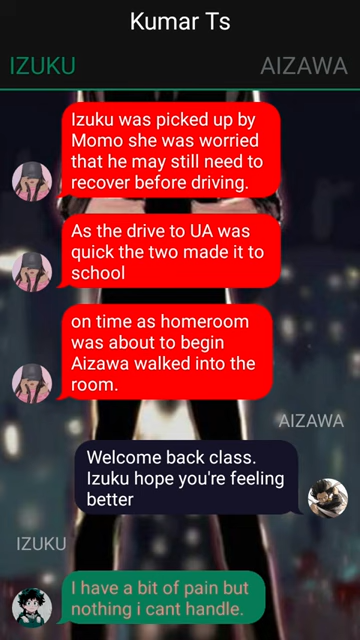 Kumar Ts
IZUKU AIZAWA
Izuku was picked up by
Momo she was worried
that he may still need to
recover before driving.
As the drive to UA was
quick the two made it to
school
on time as homeroom
was about to begin
Aizawa walked into the
room.
AIZAWA
Welcome back class.
Izuku hope you're feeling
better
IZUKU
I have a bit of pain but
nothing i cant handle.